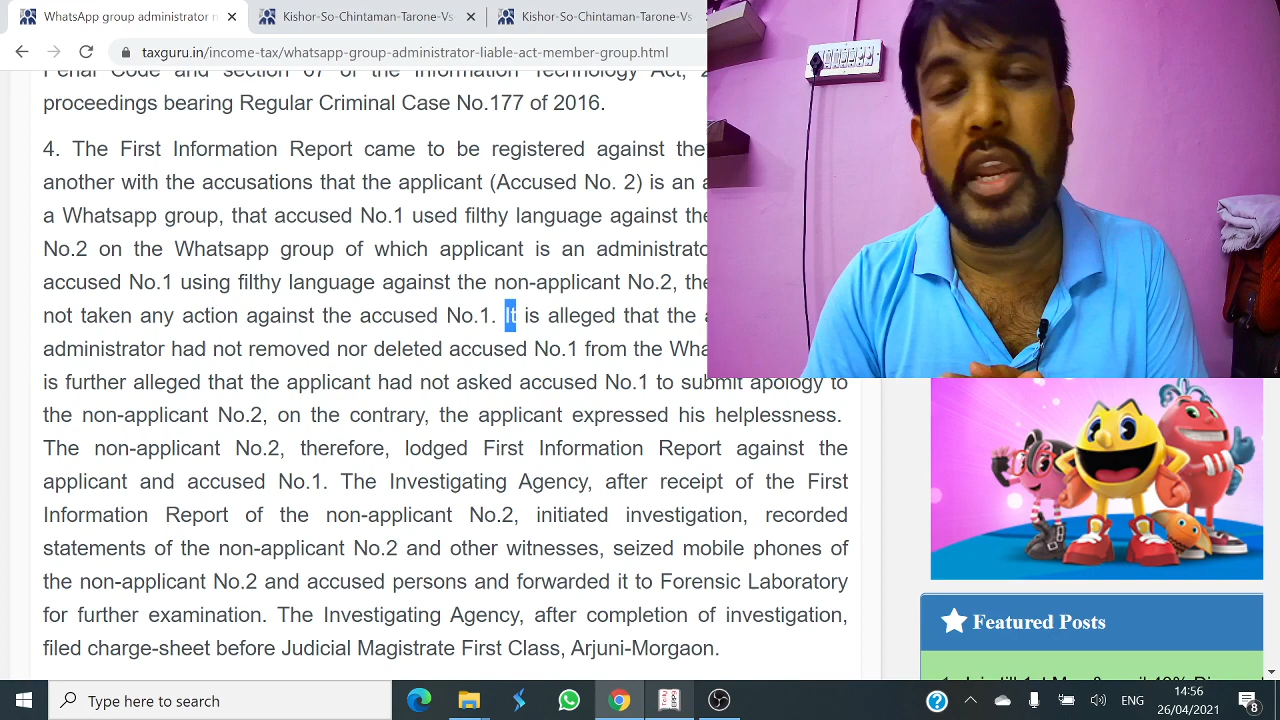 WhatsApp group administrator n
Kishor-So-Chintaman-Tarone-Vs
Kishor-So-Chintaman-Tarone-Vs
taxguru.in/income-tax/whatsapp-group-administrator-liable-act-member-group.html
Penal Code and section 67 of the Information Technology Act,
proceedings bearing Regular Criminal Case No.177 of 2016.
4. The First Information Report came to be registered against the
another with the accusations that the applicant (Accused No. 2) is an
a Whatsapp group, that accused No.1 used filthy language against the
No.2 on the Whatsapp group of which applicant is an administrato
accused No.1 using filthy language against the non-applicant No.2, the
not taken any action against the accused No.1. It is alleged that the
administrator had not removed nor deleted accused No.1 from the Wha
is further alleged that the applicant had not asked accused No.1 to submit apology to
the non-applicant No.2, on the contrary, the applicant expressed his helplessness.
The non-applicant No.2, therefore, lodged First Information Report against the
applicant and accused No.1. The Investigating Agency, after receipt of the First
Information Report of the non-applicant No.2, initiated investigation, recorded
statements of the non-applicant No.2 and other witnesses, seized mobile phones of
the non-applicant No.2 and accused persons and forwarded it to Forensic Laboratory
for further examination. The Investigating Agency, after completion of investigation,
filed charge-sheet before Judicial Magistrate First Class, Arjuni-Morgaon.
Featured Posts
Type here to search
ENG
14:56
26/04/2021
8